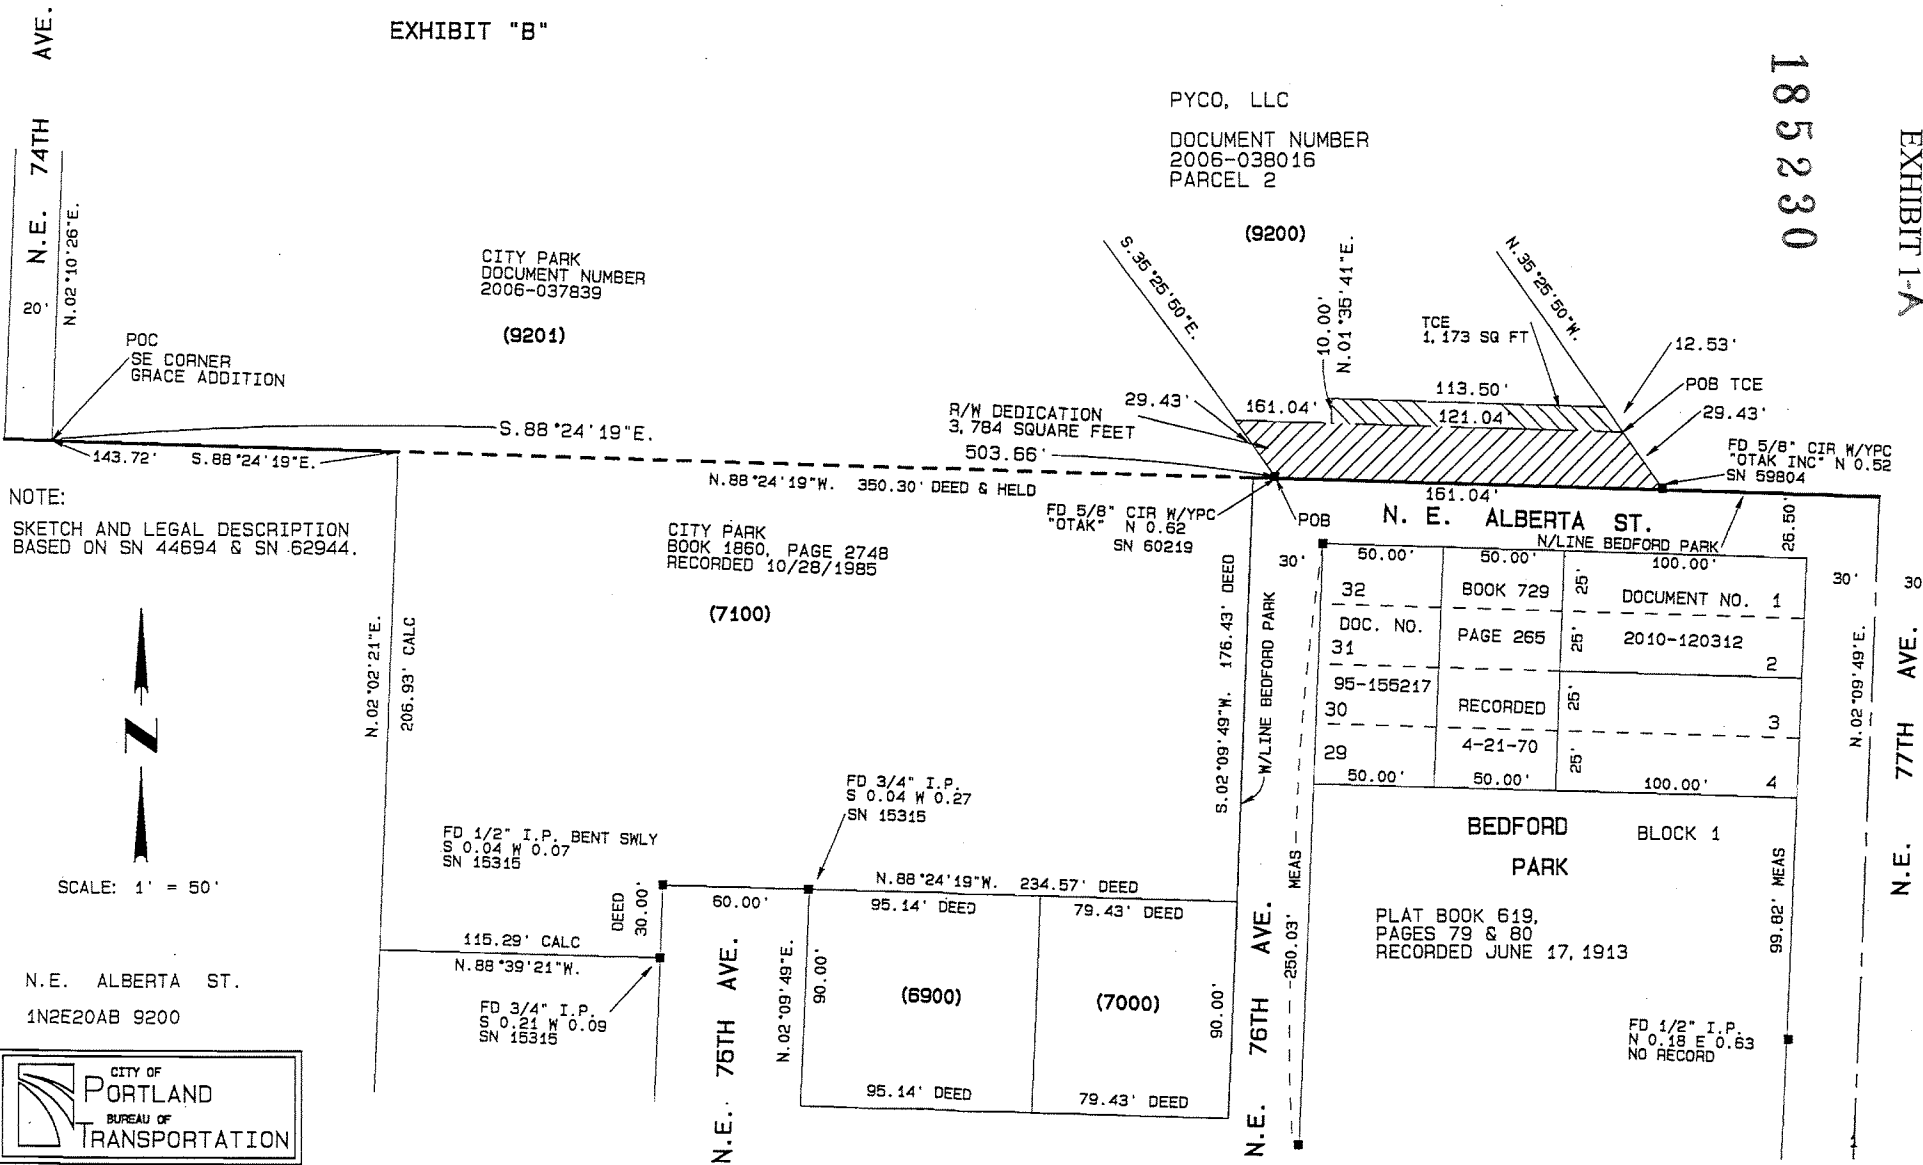 EXHIBIT "B"
185230
EXHIBIT 1-A
N.E. 74TH AVE.
20'
N.02°10'26"E.
POC
SE CORNER
GRACE ADDITION
CITY PARK
DOCUMENT NUMBER
2006-037839
(9201)
PYCO, LLC
DOCUMENT NUMBER
2006-038016
PARCEL 2
(9200)
S.35°25'50"E.
10.00'
N.01°35'41"E.
N.35°25'50"W.
TCE
1,173 SQ FT
12.53'
POB TCE
29.43'
113.50'
121.04'
161.04'
29.43'
R/W DEDICATION
3,784 SQUARE FEET
503.66'
S.88°24'19"E.
143.72'
S.88°24'19"E.
N.88°24'19"W. 350.30' DEED & HELD
FD 5/8" CIR W/YPC
"OTAK INC" N 0.52
SN 59804
161.04'
FD 5/8" CIR W/YPC
"OTAK" N 0.62
SN 60219
POB
N. E. ALBERTA ST.
N/LINE BEDFORD PARK
26.50'
NOTE:
SKETCH AND LEGAL DESCRIPTION
BASED ON SN 44694 & SN 62944.
CITY PARK
BOOK 1860, PAGE 2748
RECORDED 10/28/1985
(7100)
N.02°02'21"E.
206.93' CALC
S.02°09'49"W. 176.43' DEED
W/LINE BEDFORD PARK
30'
50.00'
50.00'
100.00'
32
BOOK 729
25'
DOCUMENT NO. 1
DOC. NO.
31
PAGE 265
25'
2010-120312
2
95-155217
30
RECORDED
25'
3
29
4-21-70
25'
4
50.00'
50.00'
100.00'
30'
30
N.02°09'49"E.
N.E. 77TH AVE.
N
SCALE: 1' = 50'
FD 3/4" I.P.
S 0.04 W 0.27
SN 15315
FD 1/2" I.P. BENT SWLY
S 0.04 W 0.07
SN 15315
DEED
30.00'
60.00'
N.88°24'19"W. 234.57' DEED
95.14' DEED
79.43' DEED
115.29' CALC
N.88°39'21"W.
FD 3/4" I.P.
S 0.21 W 0.09
SN 15315
N.E. 75TH AVE.
N.02°09'49"E.
90.00'
(6900)
(7000)
90.00'
95.14' DEED
79.43' DEED
N.E. 76TH AVE.
250.03' MEAS
BEDFORD
PARK
BLOCK 1
PLAT BOOK 619,
PAGES 79 & 80
RECORDED JUNE 17, 1913
99.82' MEAS
FD 1/2" I.P.
N 0.18 E 0.63
NO RECORD
1
N.E. ALBERTA ST.
1N2E20AB 9200
CITY OF
PORTLAND
BUREAU OF
TRANSPORTATION